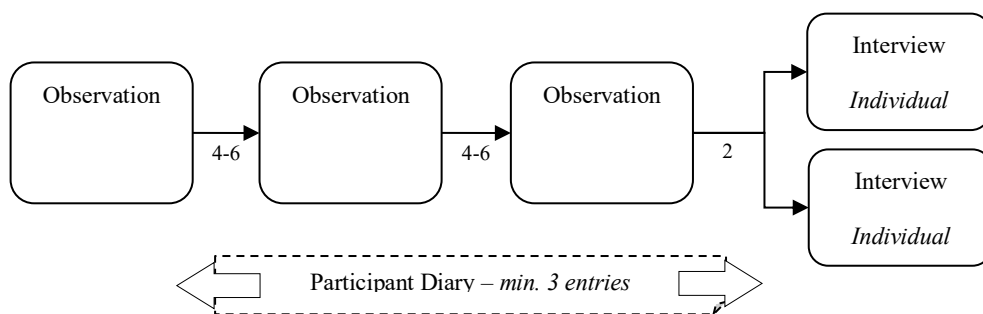 Observation
4-6
Observation
4-6
Observation
2
Interview
Individual
Interview
Individual
Participant Diary – min. 3 entries